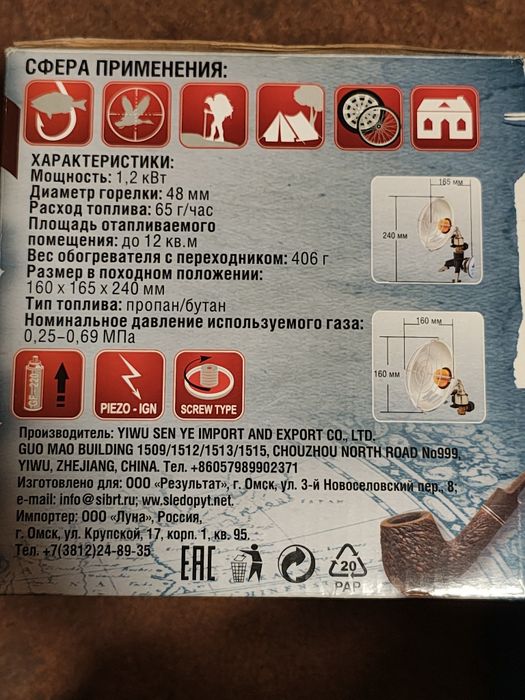 СФЕРА ПРИМЕНЕНИЯ:
ХАРАКТЕРИСТИКИ:
Мощность: 1,2 кВт
Диаметр горелки: 48 мм
Расход топлива: 65 г/час
Площадь отапливаемого
помещения: до 12 кв.м
Вес обогревателя с переходником: 406 г
Размер в походном положении:
160 х 165 х 240 мм
Тип топлива: пропан/бутан
Номинальное давление используемого газа:
0,25–0,69 МПа
165 мм
240 мм
160 мм
160 мм
GF-220
PIEZO - IGN
SCREW TYPE
Производитель: YIWU SEN YE IMPORT AND EXPORT CO., LTD.
GUO MAO BUILDING 1509/1512/1513/1515, CHOUZHOU NORTH ROAD No999,
YIWU, ZHEJIANG, CHINA. Тел. +86057989902371
Изготовлено для: ООО «Результат», г. Омск, ул. 3-й Новоселовский пер., 8;
e-mail: info@sibrt.ru; ww.sledopyt.net.
Импортер: ООО «Луна», Россия,
г. Омск, ул. Крупской, 17, корп. 1, кв. 95.
Тел. +7(3812)24-89-35
EAC
20
PAP